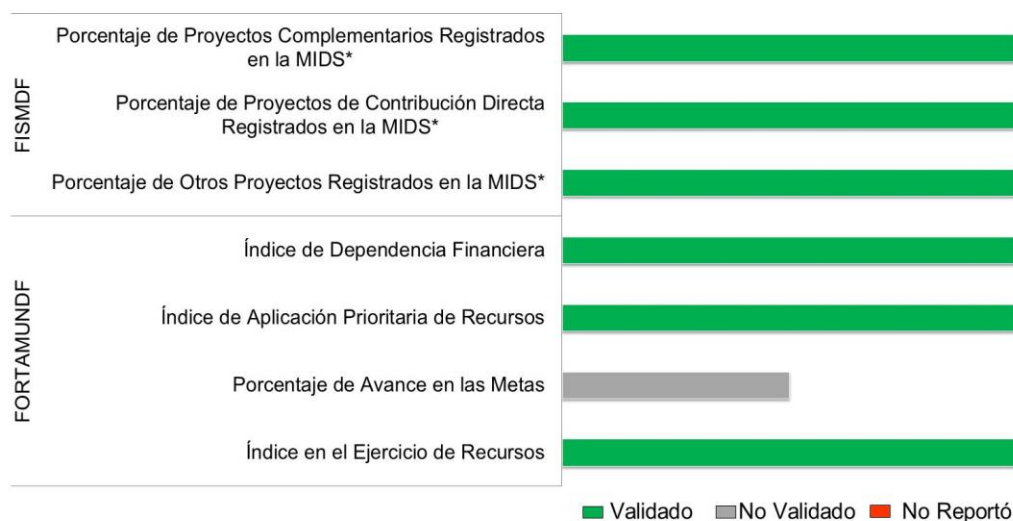 FISMDF
Porcentaje de Proyectos Complementarios Registrados
en la MIDS*
Porcentaje de Proyectos de Contribución Directa
Registrados en la MIDS*
Porcentaje de Otros Proyectos Registrados en la MIDS*
FORTAMUNDF
Índice de Dependencia Financiera
Índice de Aplicación Prioritaria de Recursos
Porcentaje de Avance en las Metas
Índice en el Ejercicio de Recursos
Validado No Validado No Reportó